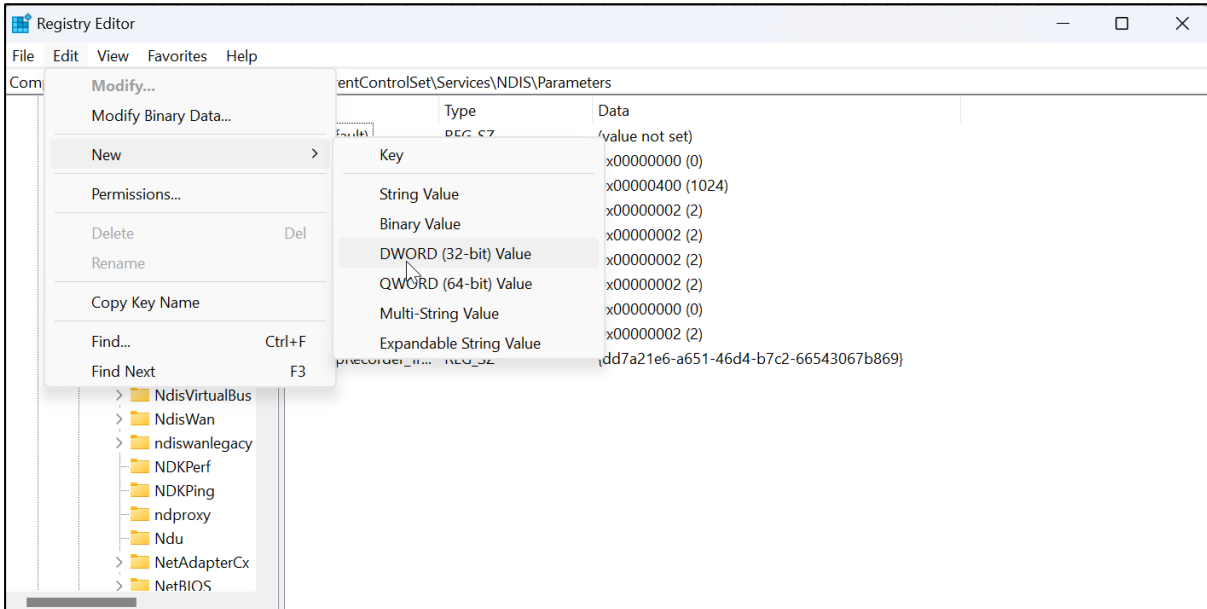 Registry Editor
File Edit View Favorites Help
Com entControlSet\Services\NDIS\Parameters
Modify...
Modify Binary Data...
New
Permissions...
Delete Del
Rename
Copy Key Name
Find... Ctrl+F
Find Next F3
Key
String Value
Binary Value
DWORD (32-bit) Value
QWORD (64-bit) Value
Multi-String Value
Expandable String Value
Type Data
REG_SZ (value not set)
x00000000 (0)
x00000400 (1024)
x00000002 (2)
x00000002 (2)
x00000002 (2)
x00000002 (2)
x00000000 (0)
x00000002 (2)
REG_SZ {dd7a21e6-a651-46d4-b7c2-66543067b869}
NdisVirtualBus
NdisWan
ndiswanlegacy
NDKPerf
NDKPing
ndproxy
Ndu
NetAdapterCx
NetBIOS